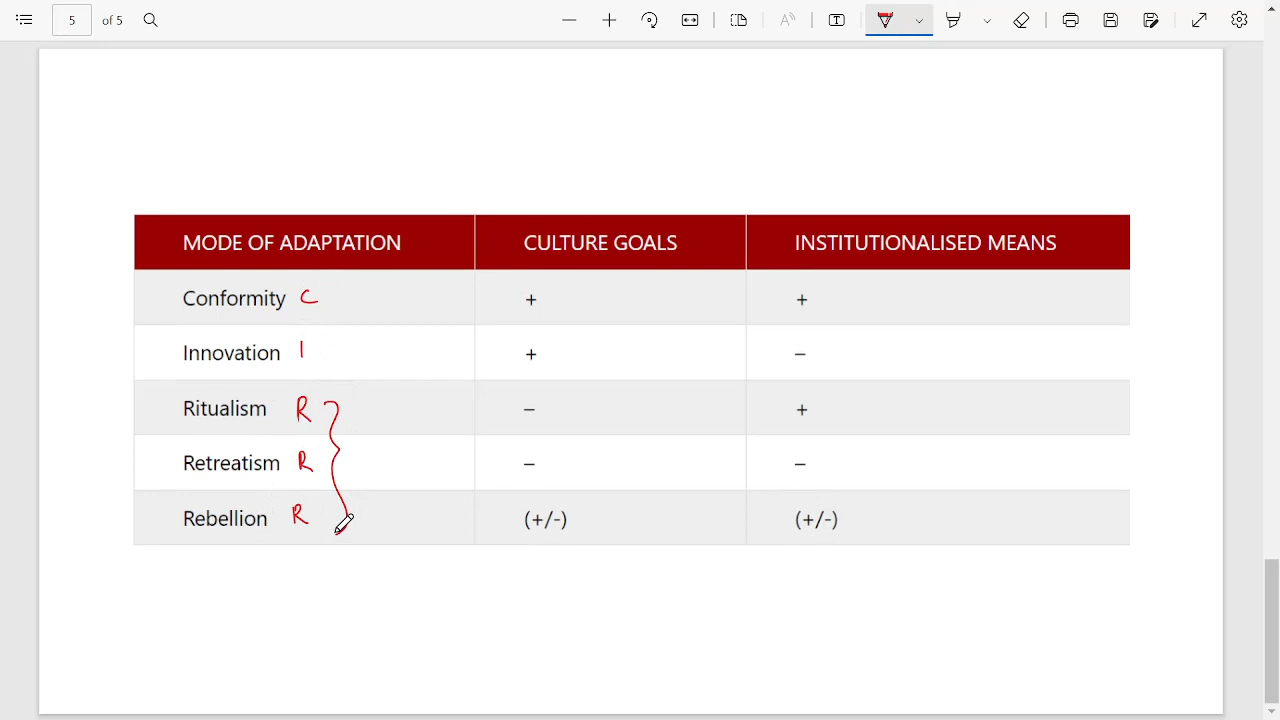 5 of 5
MODE OF ADAPTATION CULTURE GOALS INSTITUTIONALISED MEANS
Conformity C + +
Innovation I + –
Ritualism R – +
Retreatism R – –
Rebellion R (+/-) (+/-)